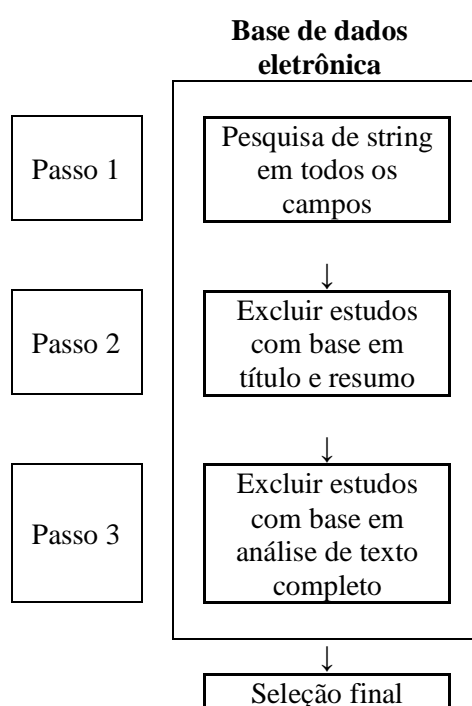 Base de dados
eletrônica
Passo 1
Pesquisa de string
em todos os
campos
↓
Passo 2
Excluir estudos
com base em
título e resumo
↓
Passo 3
Excluir estudos
com base em
análise de texto
completo
↓
Seleção final